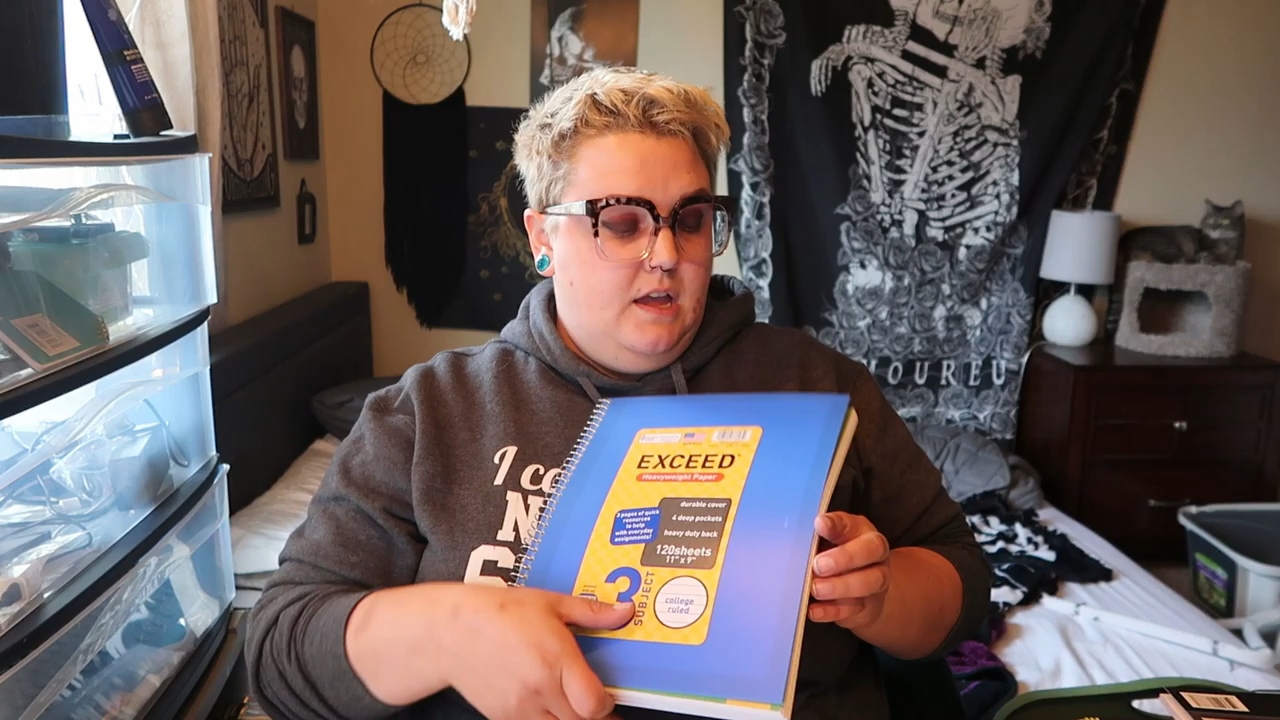 EXCEED
Heavyweight Paper
durable cover
4 deep pockets
heavy duty back
120sheets
11" x 9"
3 pages of quick
resources
to help
with everyday
assignments!
3
SUBJECT
college
ruled
I
OUREU